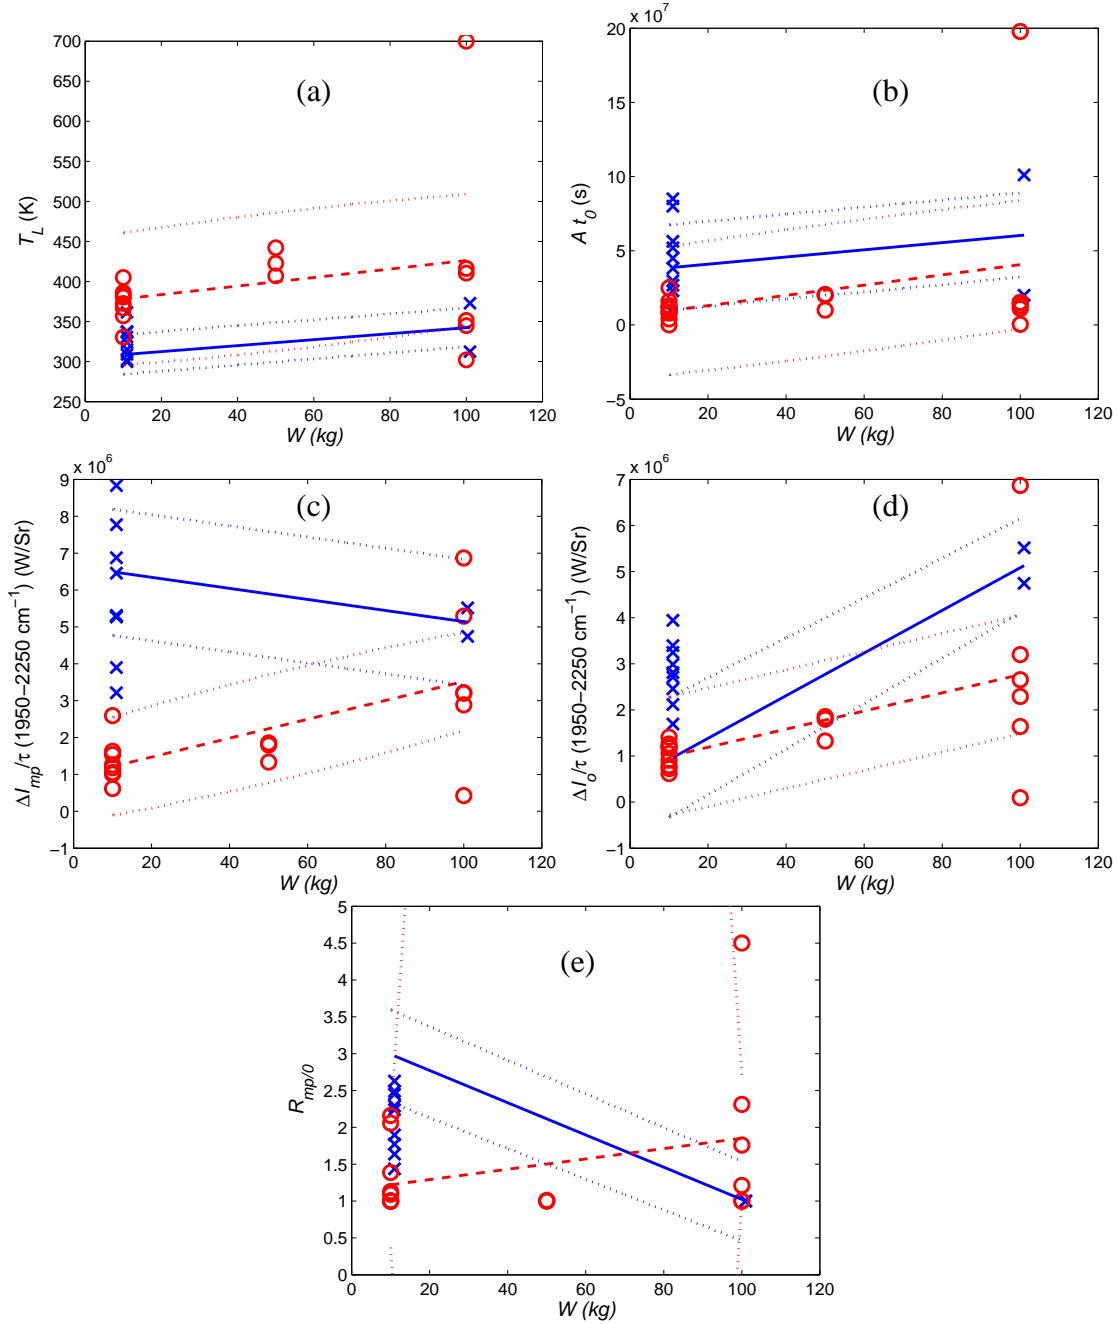 (a)
700
650
600
550
500
450
400
350
300
250
0 20 40 60 80 100 120
T_L (K)
W (kg)
x 10^7
(b)
20
15
10
5
0
−5
0 20 40 60 80 100 120
A t_0 (s)
W (kg)
x 10^6
(c)
9
8
7
6
5
4
3
2
1
0
−1
0 20 40 60 80 100 120
ΔI_mp/τ (1950−2250 cm^−1) (W/Sr)
W (kg)
x 10^6
(d)
7
6
5
4
3
2
1
0
−1
0 20 40 60 80 100 120
ΔI_o/τ (1950−2250 cm^−1) (W/Sr)
W (kg)
(e)
5
4.5
4
3.5
3
2.5
2
1.5
1
0.5
0
0 20 40 60 80 100 120
R_mp/0
W (kg)